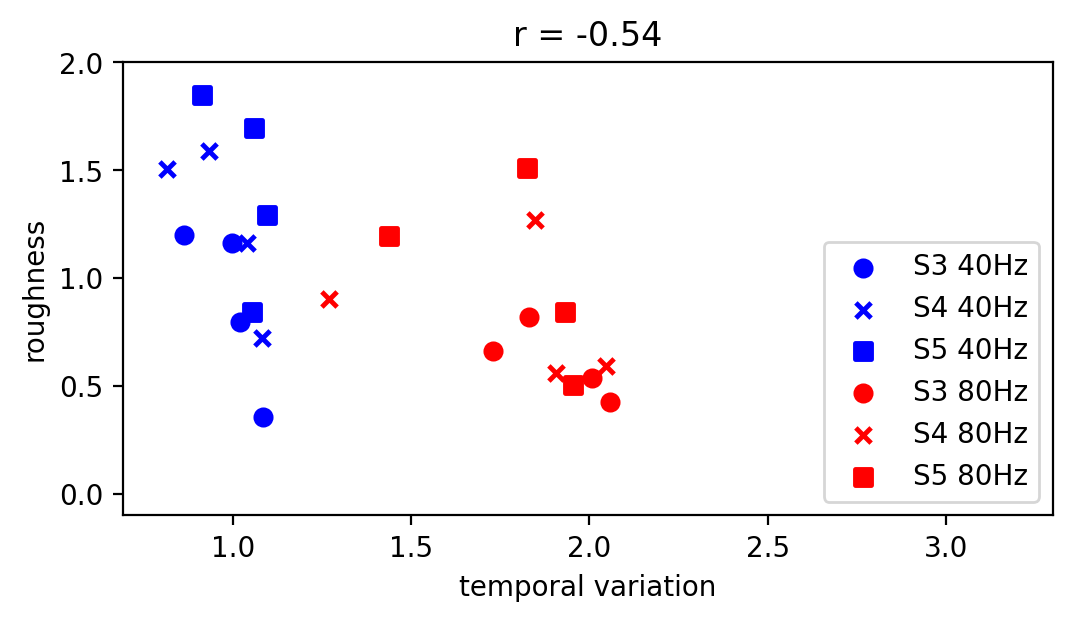 r = -0.54
2.0
1.5
1.0
0.5
0.0
roughness
1.0
1.5
2.0
2.5
3.0
temporal variation
S3 40Hz
S4 40Hz
S5 40Hz
S3 80Hz
S4 80Hz
S5 80Hz